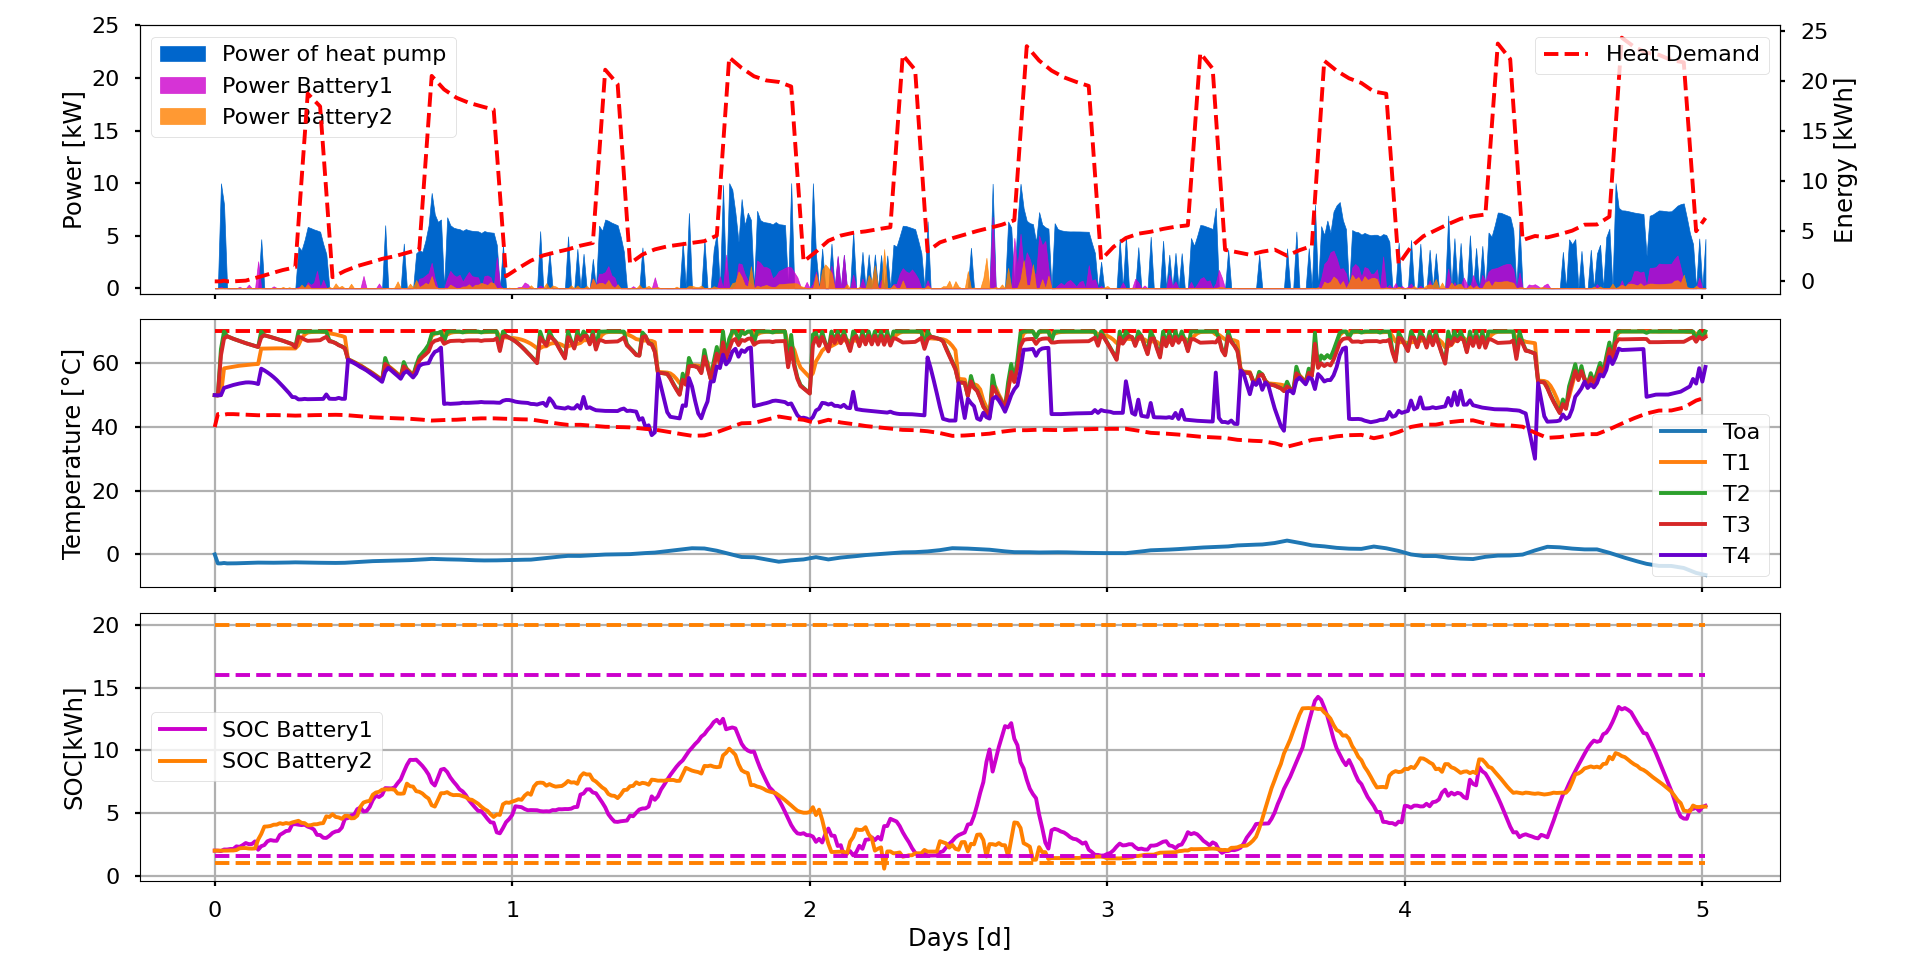 25
20
15
10
5
0
Power [kW]
Power of heat pump
Power Battery1
Power Battery2
Heat Demand
25
20
15
10
5
0
Energy [kWh]
60
40
20
0
Temperature [°C]
Toa
T1
T2
T3
T4
20
15
10
5
0
SOC[kWh]
SOC Battery1
SOC Battery2
0 1 2 3 4 5
Days [d]